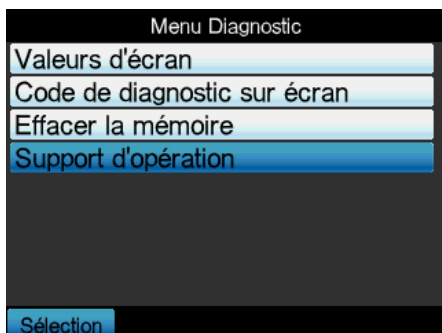 Menu Diagnostic
Valeurs d'écran
Code de diagnostic sur écran
Effacer la mémoire
Support d'opération
Sélection